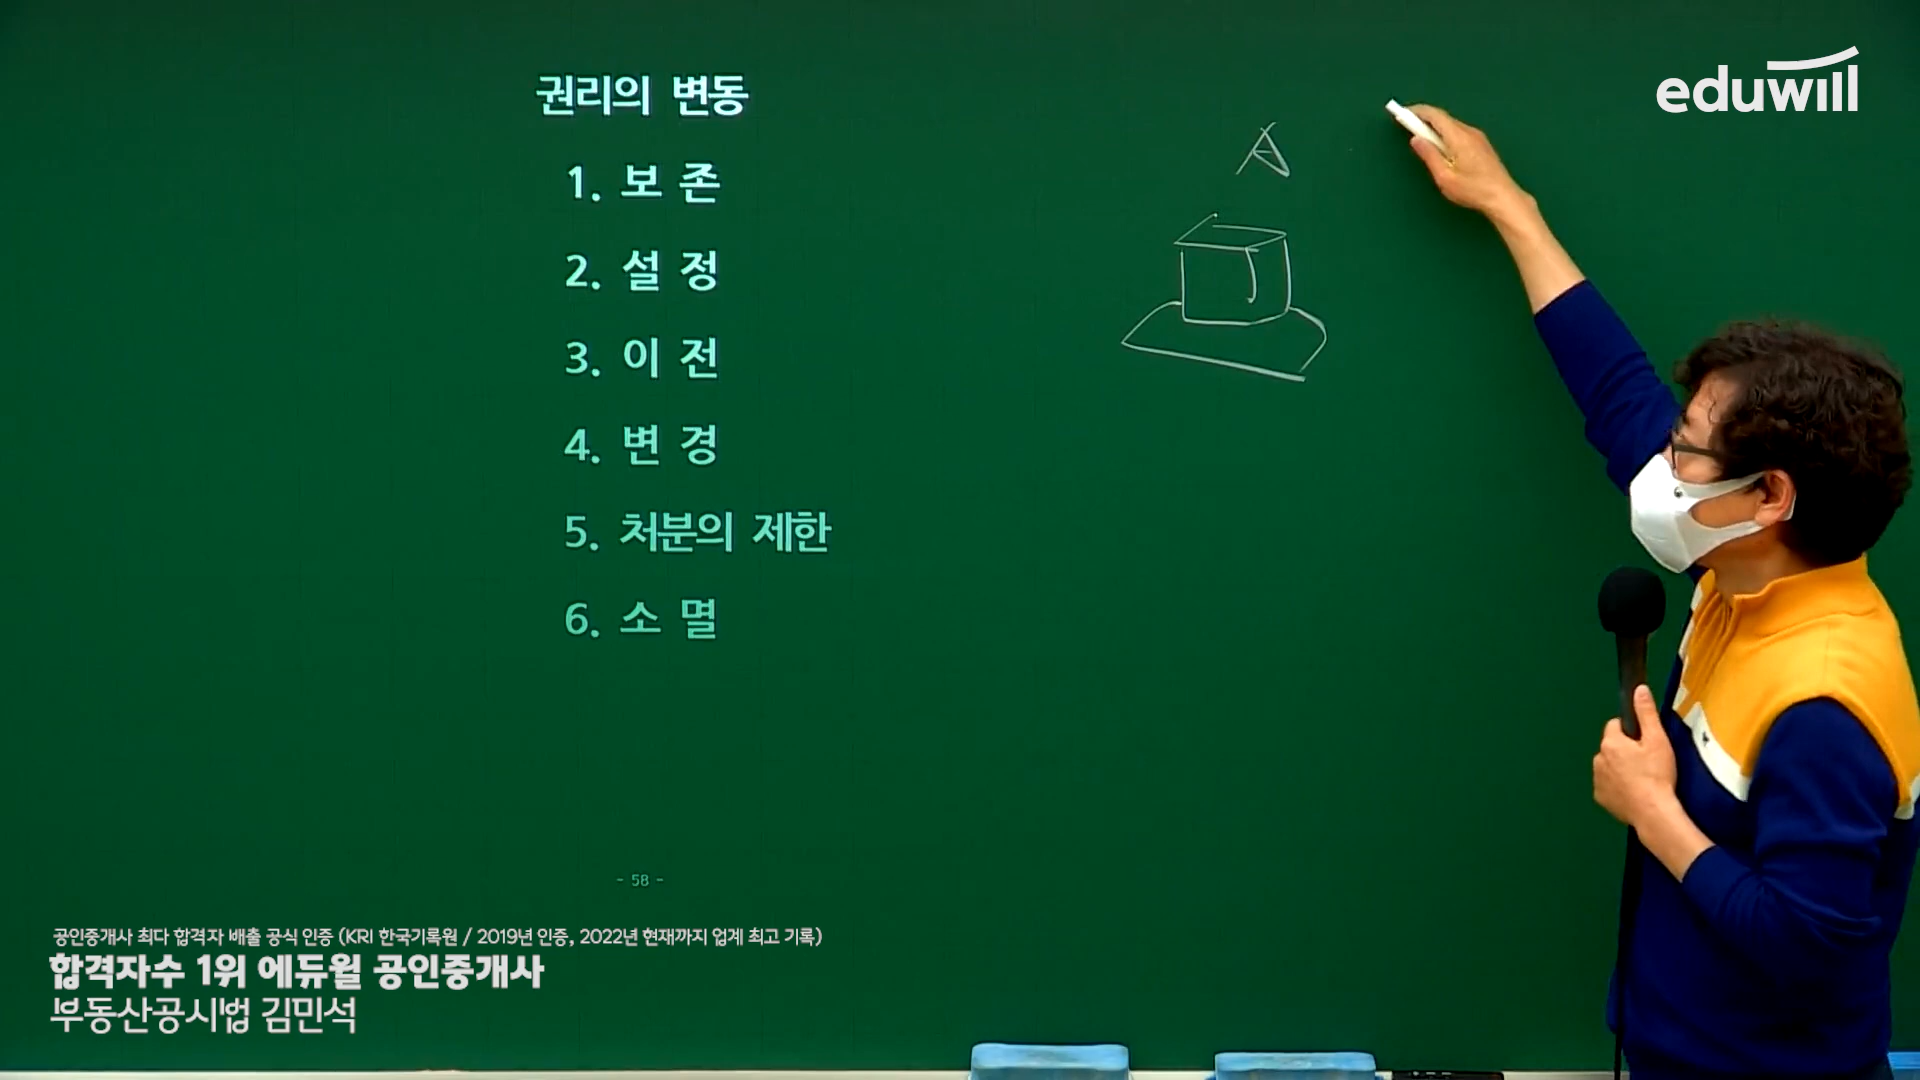 eduwill
권리의 변동
A
1. 보 존
2. 설 정
3. 이 전
4. 변 경
5. 처분의 제한
6. 소 멸
- 58 -
공인중개사 최다 합격자 배출 공식 인증 (KRI 한국기록원 / 2019년 인증, 2022년 현재까지 업계 최고 기록)
합격자수 1위 에듀윌 공인중개사
부동산공시법 김민석